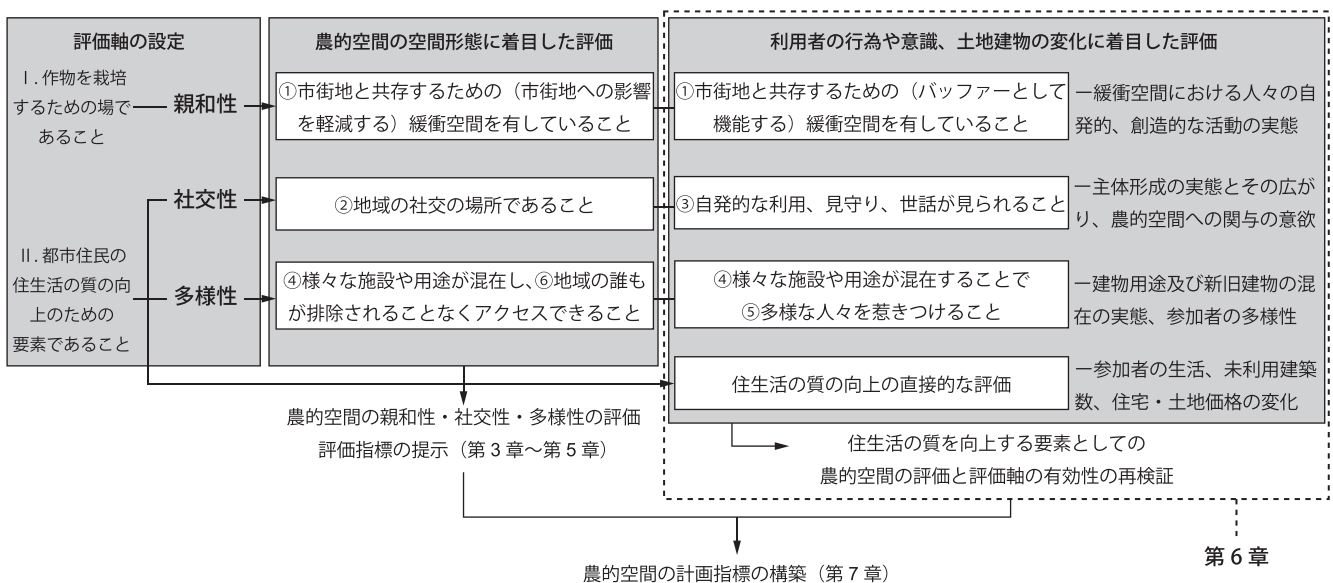 評価軸の設定
Ⅰ.作物を栽培
するための場で
あること
親和性
社交性
Ⅱ.都市住民の
住生活の質の向
上のための
要素であること
多様性
農的空間の空間形態に着目した評価
①市街地と共存するための（市街地への影響
を軽減する）緩衝空間を有していること
②地域の社交の場所であること
④様々な施設や用途が混在し、⑥地域の誰も
が排除されることなくアクセスできること
利用者の行為や意識、土地建物の変化に着目した評価
①市街地と共存するための（バッファーとして
機能する）緩衝空間を有していること
ー緩衝空間における人々の自
発的、創造的な活動の実態
③自発的な利用、見守り、世話が見られること
ー主体形成の実態とその広が
り、農的空間への関与の意欲
④様々な施設や用途が混在することで
⑤多様な人々を惹きつけること
ー建物用途及び新旧建物の混
在の実態、参加者の多様性
住生活の質の向上の直接的な評価
ー参加者の生活、未利用建築
数、住宅・土地価格の変化
農的空間の親和性・社交性・多様性の評価
評価指標の提示（第3章〜第5章）
住生活の質を向上する要素としての
農的空間の評価と評価軸の有効性の再検証
第6章
農的空間の計画指標の構築（第7章）